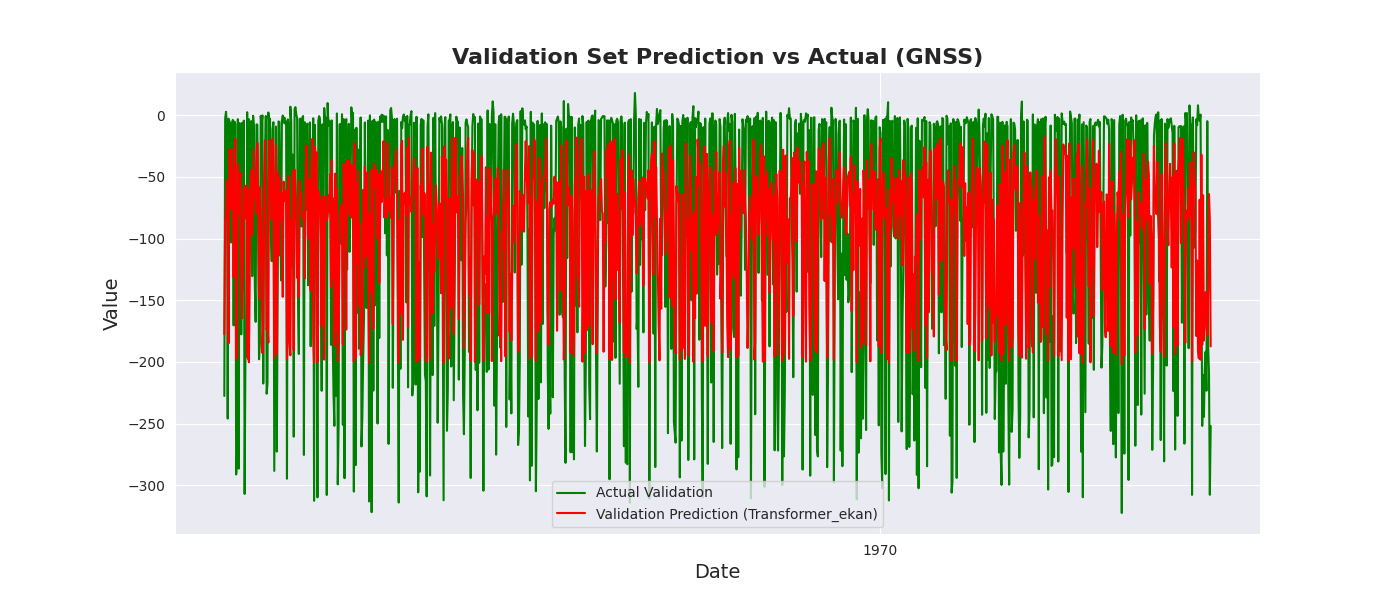 Validation Set Prediction vs Actual (GNSS)
0
−50
−100
−150
−200
−250
−300
Value
Actual Validation
Validation Prediction (Transformer_ekan)
1970
Date